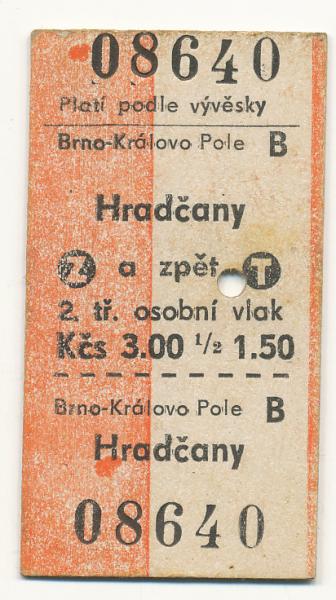 08640
Platí podle vývěsky
Brno-Královo Pole B
Hradčany
a zpět T
2. tř. osobní vlak
Kčs 3.00 1/2 1.50
Brno-Královo Pole B
Hradčany
08640